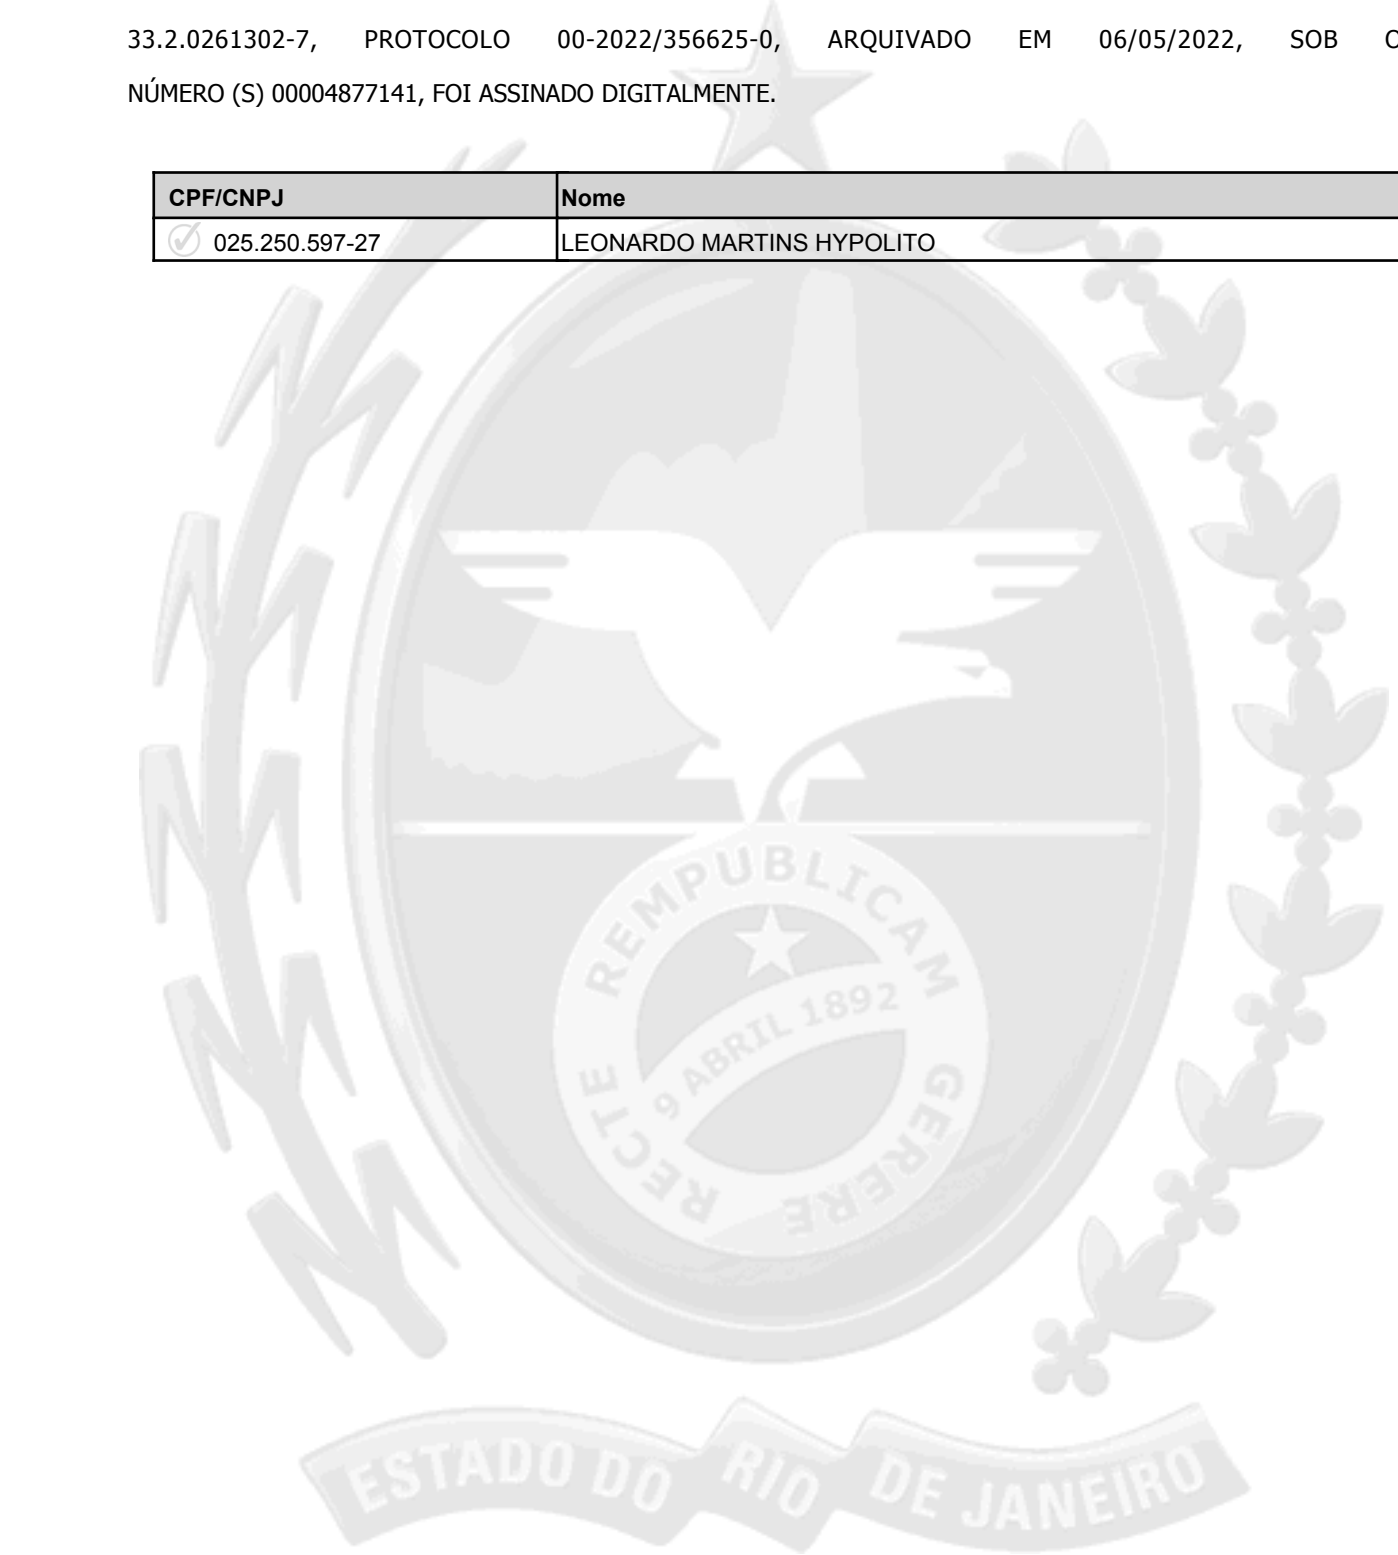 33.2.0261302-7, PROTOCOLO 00-2022/356625-0, ARQUIVADO EM 06/05/2022, SOB O
NÚMERO (S) 00004877141, FOI ASSINADO DIGITALMENTE.
CPF/CNPJ Nome
025.250.597-27 LEONARDO MARTINS HYPOLITO
RECTE REMPUBLICAM GERERE
9 ABRIL 1892
ESTADO DO RIO DE JANEIRO